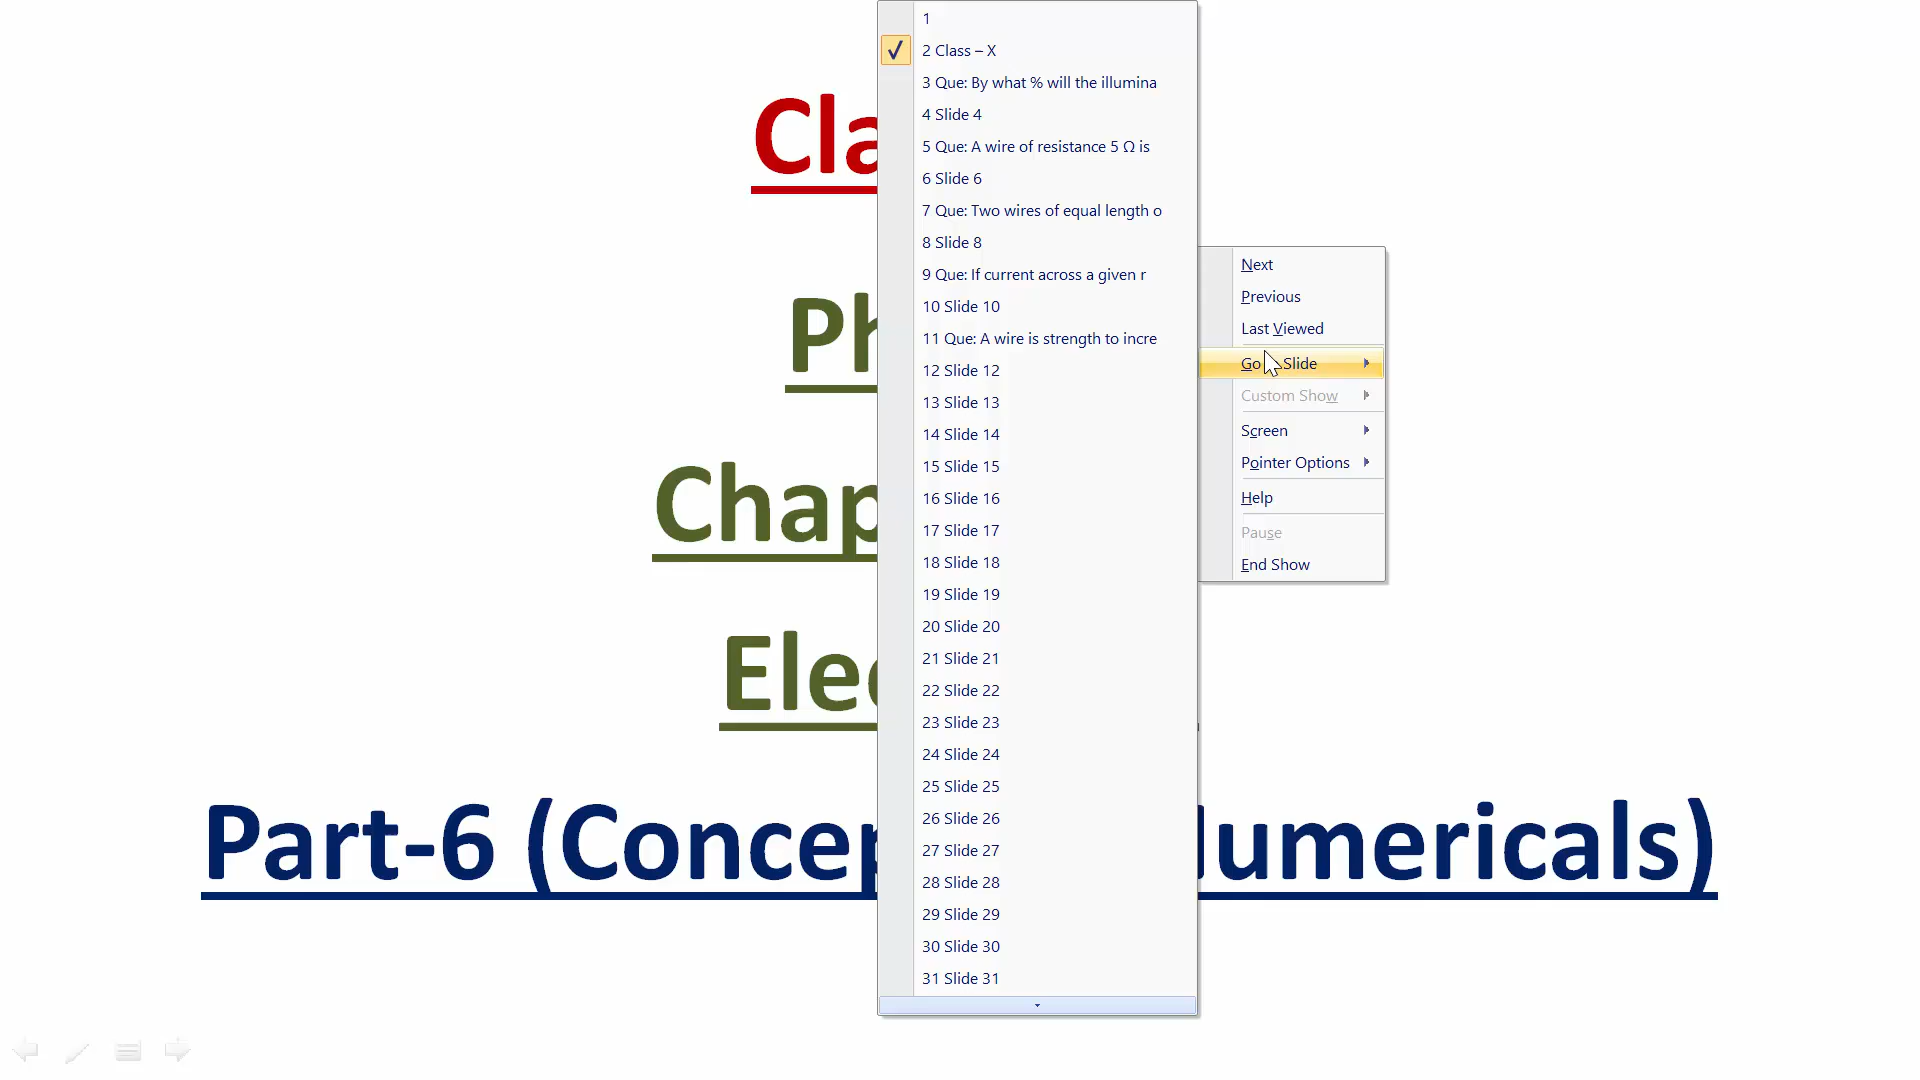 Cla
Ph
Chap
Elec
Part-6 (Concep
umericals)
1
2 Class – X
3 Que: By what % will the illumina
4 Slide 4
5 Que: A wire of resistance 5 Ω is
6 Slide 6
7 Que: Two wires of equal length o
8 Slide 8
9 Que: If current across a given r
10 Slide 10
11 Que: A wire is strength to incre
12 Slide 12
13 Slide 13
14 Slide 14
15 Slide 15
16 Slide 16
17 Slide 17
18 Slide 18
19 Slide 19
20 Slide 20
21 Slide 21
22 Slide 22
23 Slide 23
24 Slide 24
25 Slide 25
26 Slide 26
27 Slide 27
28 Slide 28
29 Slide 29
30 Slide 30
31 Slide 31
Next
Previous
Last Viewed
Go Slide
Custom Show
Screen
Pointer Options
Help
Pause
End Show